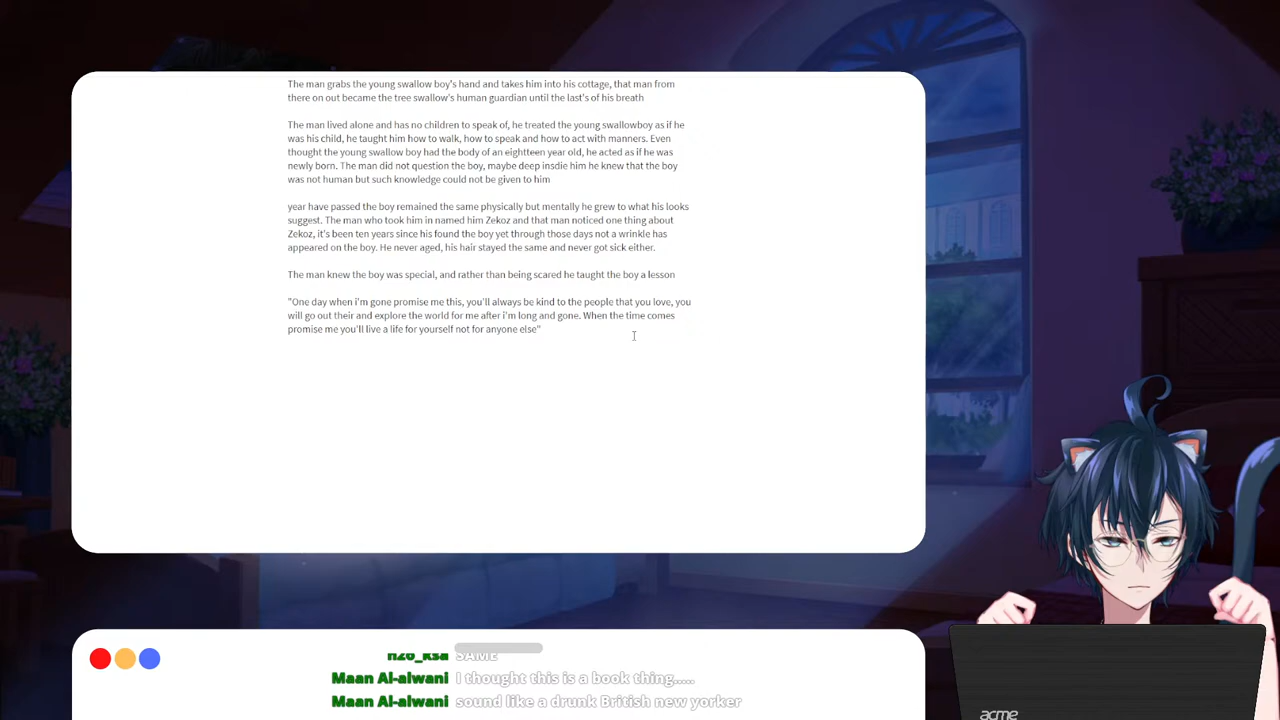 The man grabs the young swallow boy's hand and takes him into his cottage, that man from
there on out became the tree swallow's human guardian until the last's of his breath
The man lived alone and has no children to speak of, he treated the young swallowboy as if he
was his child, he taught him how to walk, how to speak and how to act with manners. Even
thought the young swallow boy had the body of an eightteen year old, he acted as if he was
newly born. The man did not question the boy, maybe deep insdie him he knew that the boy
was not human but such knowledge could not be given to him
year have passed the boy remained the same physically but mentally he grew to what his looks
suggest. The man who took him in named him Zekoz and that man noticed one thing about
Zekoz, it's been ten years since his found the boy yet through those days not a wrinkle has
appeared on the boy. He never aged, his hair stayed the same and never got sick either.
The man knew the boy was special, and rather than being scared he taught the boy a lesson
"One day when i'm gone promise me this, you'll always be kind to the people that you love, you
will go out their and explore the world for me after i'm long and gone. When the time comes
promise me you'll live a life for yourself not for anyone else"
SAME
Maan Al-alwani I thought this is a book thing.....
Maan Al-alwani sound like a drunk British new yorker
acme